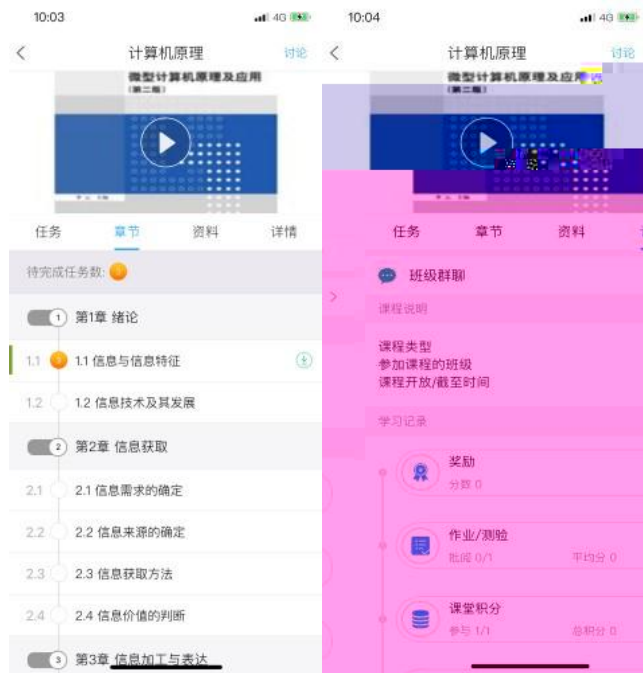 10:03
4G
计算机原理
讨论
微型计算机原理及应用
(第二版)
任务
章节
资料
详情
待完成任务数:
1 第1章 绪论
1.1 1.1 信息与信息特征
1.2 1.2 信息技术及其发展
2 第2章 信息获取
2.1 2.1 信息需求的确定
2.2 2.2 信息来源的确定
2.3 2.3 信息获取方法
2.4 2.4 信息价值的判断
3 第3章 信息加工与表达
10:04
4G
计算机原理
讨论
微型计算机原理及应用
(第二版)
任务
章节
资料
班级群聊
课程说明
课程类型
参加课程的班级
课程开放/截至时间
学习记录
奖励
分数 0
作业/测验
批阅 0/1
平均分 0
课堂积分
参与 1/1
总积分 0